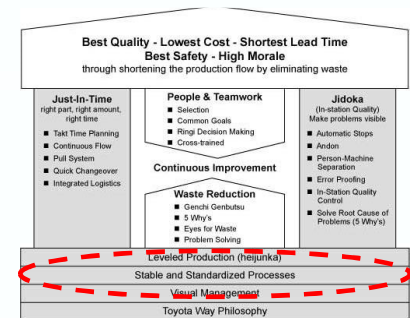 Best Quality - Lowest Cost - Shortest Lead Time
Best Safety - High Morale
through shortening the production flow by eliminating waste
Just-In-Time
right part, right amount,
right time
■ Takt Time Planning
■ Continuous Flow
■ Pull System
■ Quick Changeover
■ Integrated Logistics
People & Teamwork
■ Selection
■ Common Goals
■ Ringi Decision Making
■ Cross-trained
Continuous Improvement
Waste Reduction
■ Genchi Genbutsu
■ 5 Why's
■ Eyes for Waste
■ Problem Solving
Jidoka
(In-station Quality)
Make problems visible
■ Automatic Stops
■ Andon
■ Person-Machine
Separation
■ Error Proofing
■ In-Station Quality
Control
■ Solve Root Cause of
Problems (5 Why's)
Leveled Production (heijunka)
Stable and Standardized Processes
Visual Management
Toyota Way Philosophy